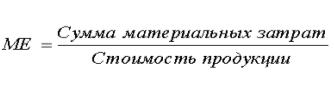 МЕ = Сумма материальных затрат
Стоимость продукции